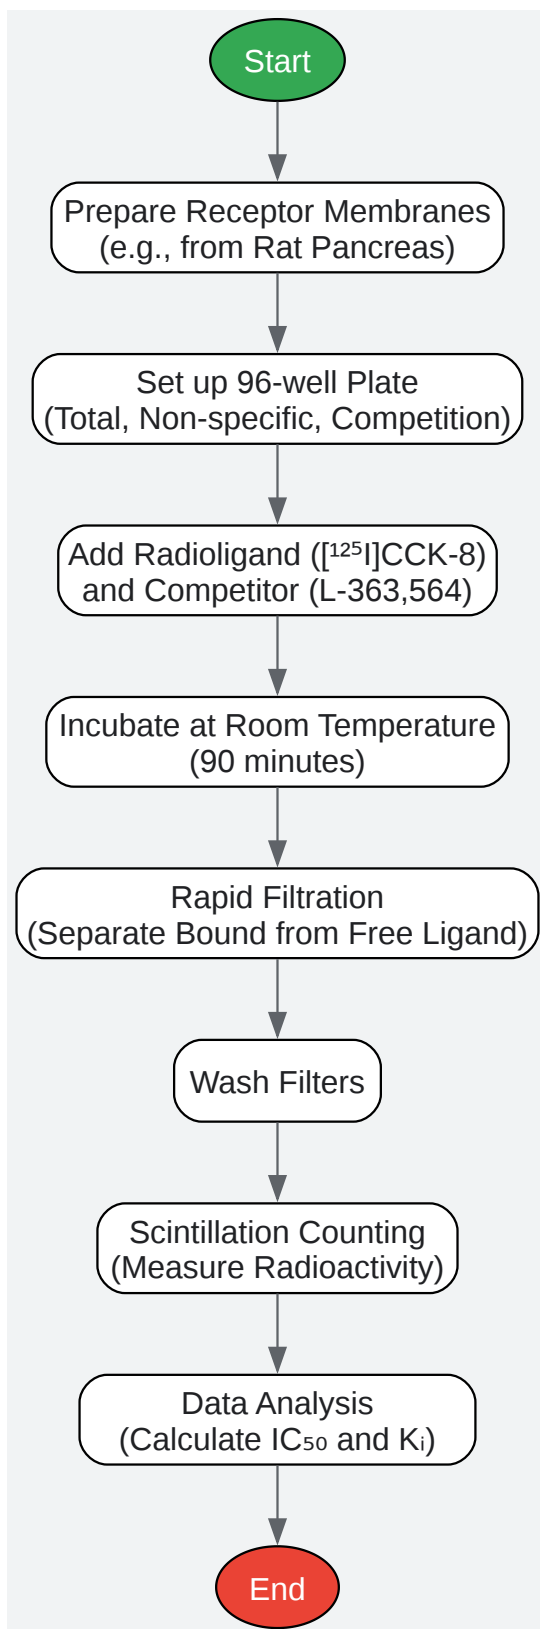 Start
Prepare Receptor Membranes
(e.g., from Rat Pancreas)
Set up 96-well Plate
(Total, Non-specific, Competition)
Add Radioligand ([¹²⁵I]CCK-8)
and Competitor (L-363,564)
Incubate at Room Temperature
(90 minutes)
Rapid Filtration
(Separate Bound from Free Ligand)
Wash Filters
Scintillation Counting
(Measure Radioactivity)
Data Analysis
(Calculate IC₅₀ and Kᵢ)
End